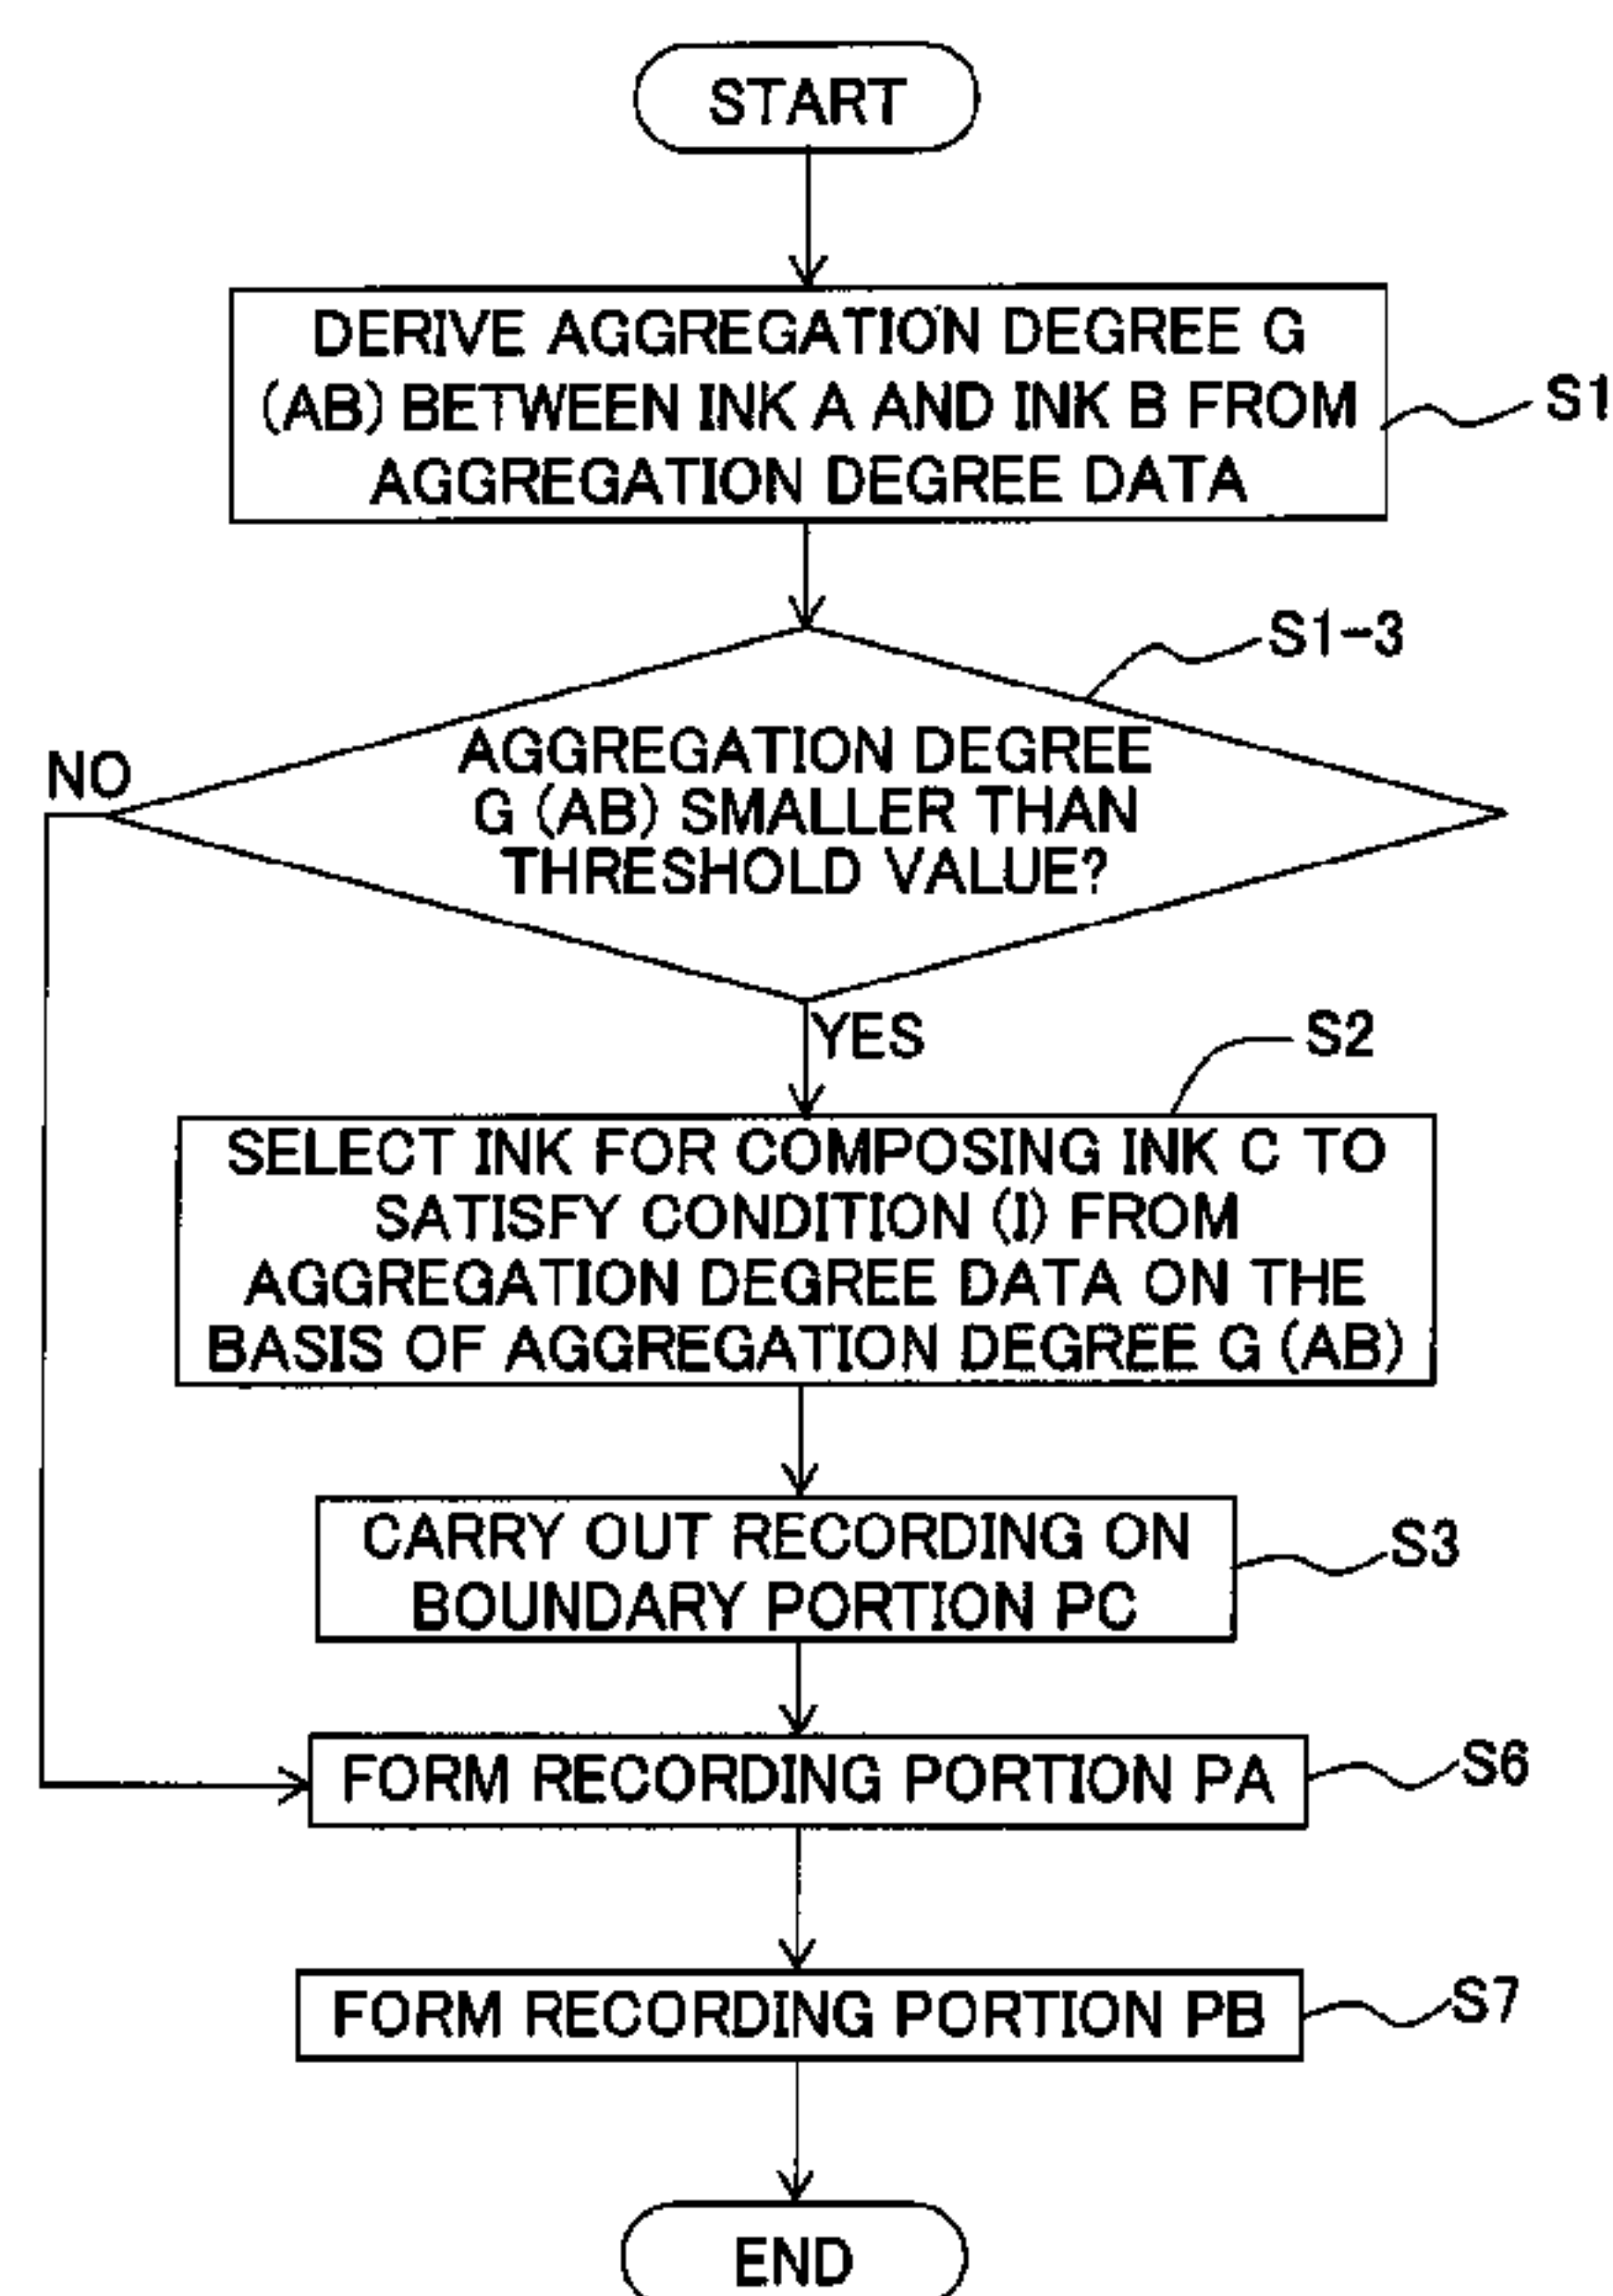 START
DERIVE AGGREGATION DEGREE G
(AB) BETWEEN INK A AND INK B FROM
AGGREGATION DEGREE DATA
S1
S1-3
AGGREGATION DEGREE
G (AB) SMALLER THAN
THRESHOLD VALUE?
NO
YES
S2
SELECT INK FOR COMPOSING INK C TO
SATISFY CONDITION (I) FROM
AGGREGATION DEGREE DATA ON THE
BASIS OF AGGREGATION DEGREE G (AB)
CARRY OUT RECORDING ON
BOUNDARY PORTION PC
S3
FORM RECORDING PORTION PA
S6
FORM RECORDING PORTION PB
S7
END